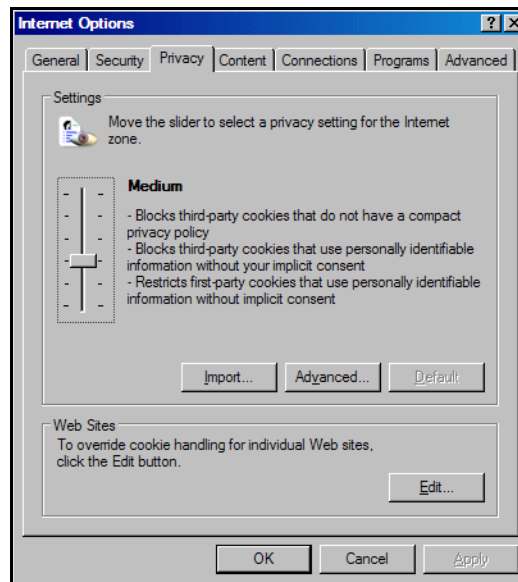 Internet Options
General Security Privacy Content Connections Programs Advanced
Settings
Move the slider to select a privacy setting for the Internet
zone.
Medium
- Blocks third-party cookies that do not have a compact
privacy policy
- Blocks third-party cookies that use personally identifiable
information without your implicit consent
- Restricts first-party cookies that use personally identifiable
information without implicit consent
Import... Advanced... Default
Web Sites
To override cookie handling for individual Web sites,
click the Edit button.
Edit...
OK Cancel Apply